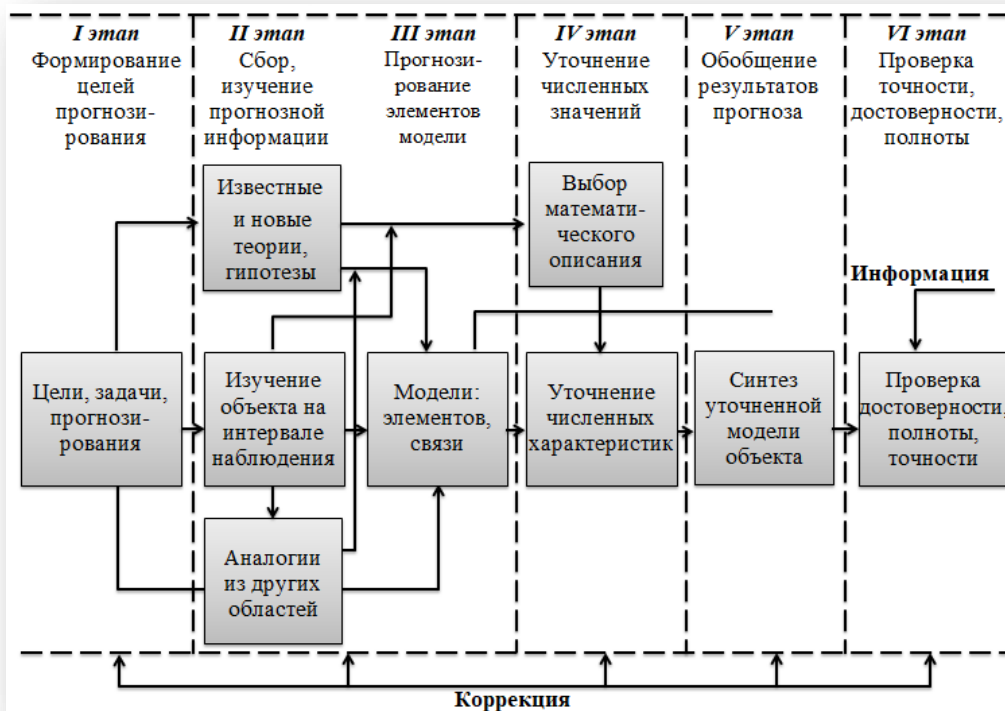 I этап
Формирование
целей
прогнози-
рования
II этап
Сбор,
изучение
прогнозной
информации
III этап
Прогнози-
рование
элементов
модели
IV этап
Уточнение
численных
значений
V этап
Обобщение
результатов
прогноза
VI этап
Проверка
точности,
достоверности,
полноты
Известные
и новые
теории,
гипотезы
Выбор
математи-
ческого
описания
Информация
Цели, задачи,
прогнози-
рования
Изучение
объекта на
интервале
наблюдения
Модели:
элементов,
связи
Уточнение
численных
характеристик
Синтез
уточненной
модели
объекта
Проверка
достоверности,
полноты,
точности
Аналогии
из других
областей
Коррекция